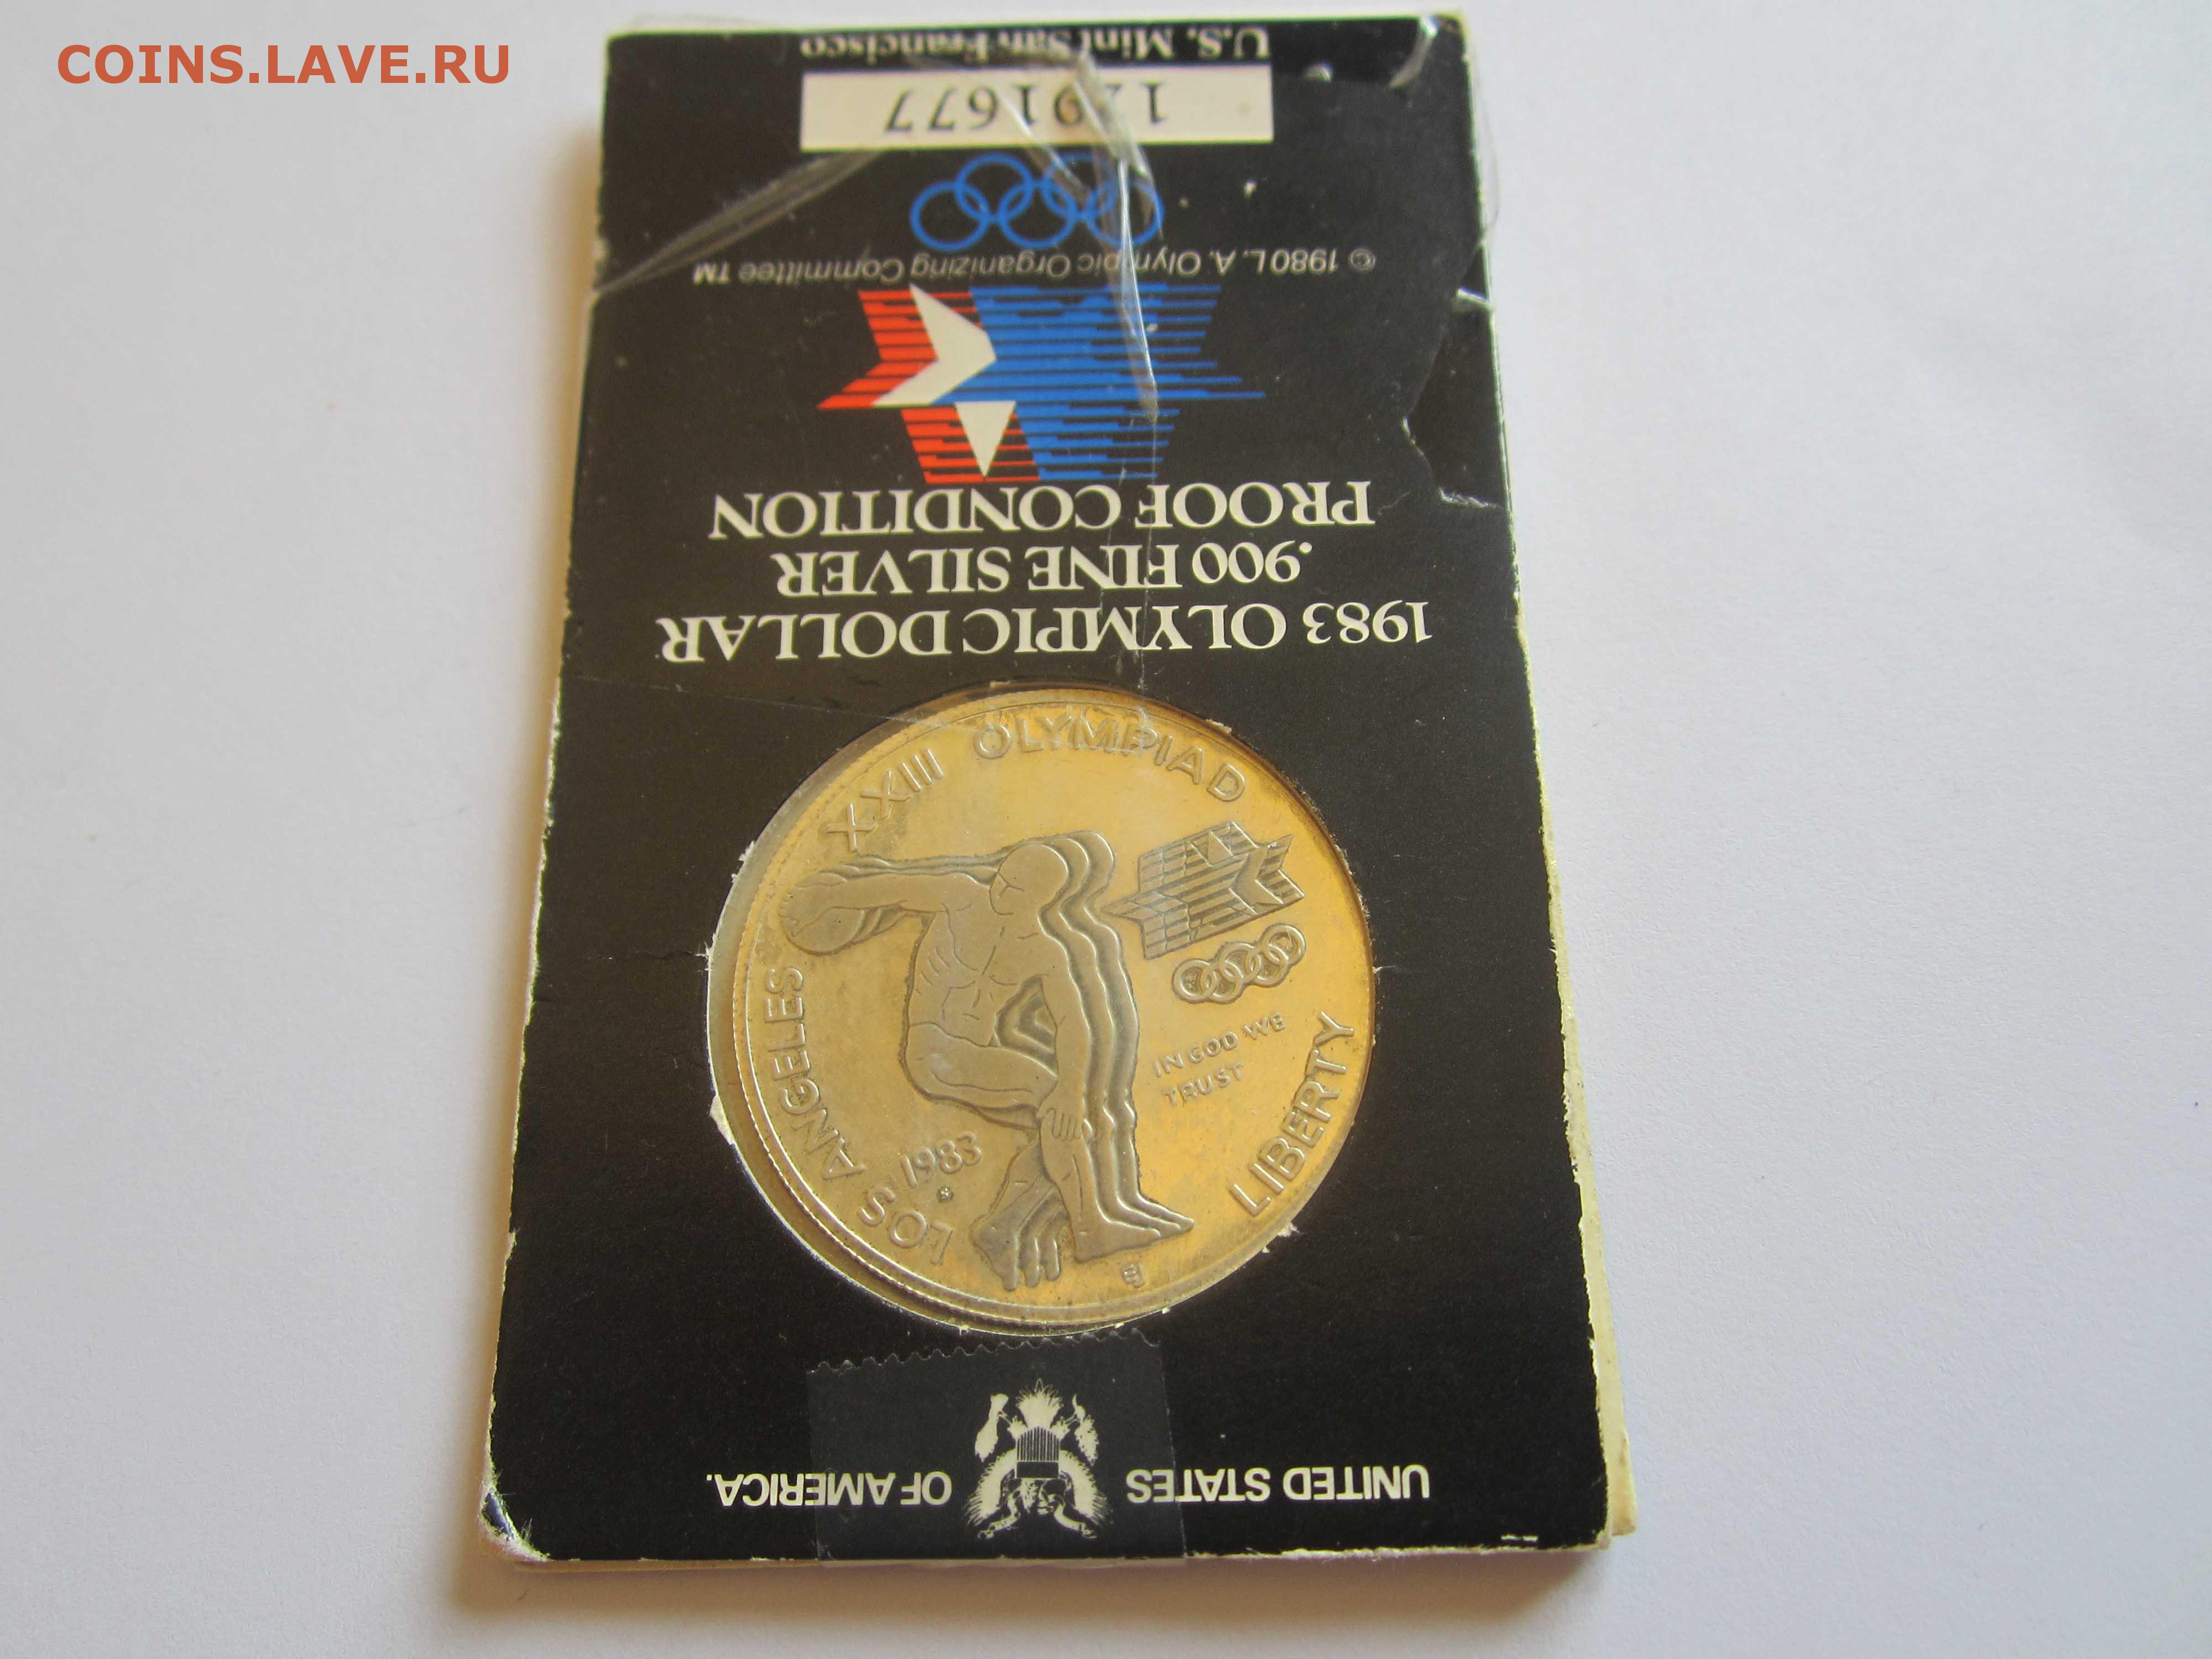 COINS.LAVE.RU
UNITED STATES OF AMERICA.
XXIII OLYMPIAD
LOS ANGELES
1983
S
IN GOD WE
TRUST
LIBERTY
1983 OLYMPIC DOLLAR
.900 FINE SILVER
PROOF CONDITION
© 1980 L.A. Olympic Organizing Committee TM
U.S. Mint San Francisco